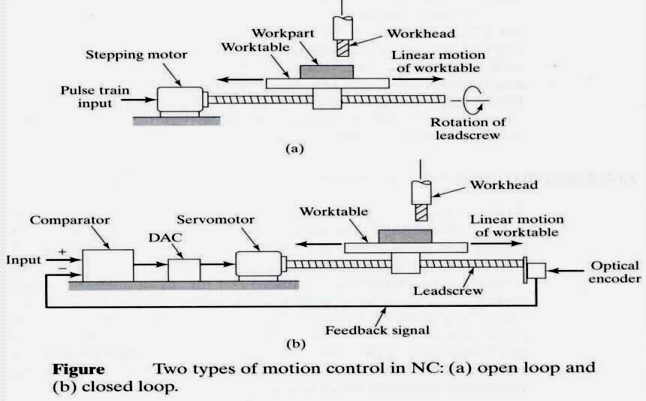 Workpart
Workhead
Worktable
Stepping motor
Linear motion
of worktable
Pulse train
input
Rotation of
leadscrew
(a)
Workhead
Comparator
Servomotor
Worktable
Linear motion
of worktable
DAC
Input
+
−
Optical
encoder
Leadscrew
Feedback signal
(b)
Figure Two types of motion control in NC: (a) open loop and
(b) closed loop.